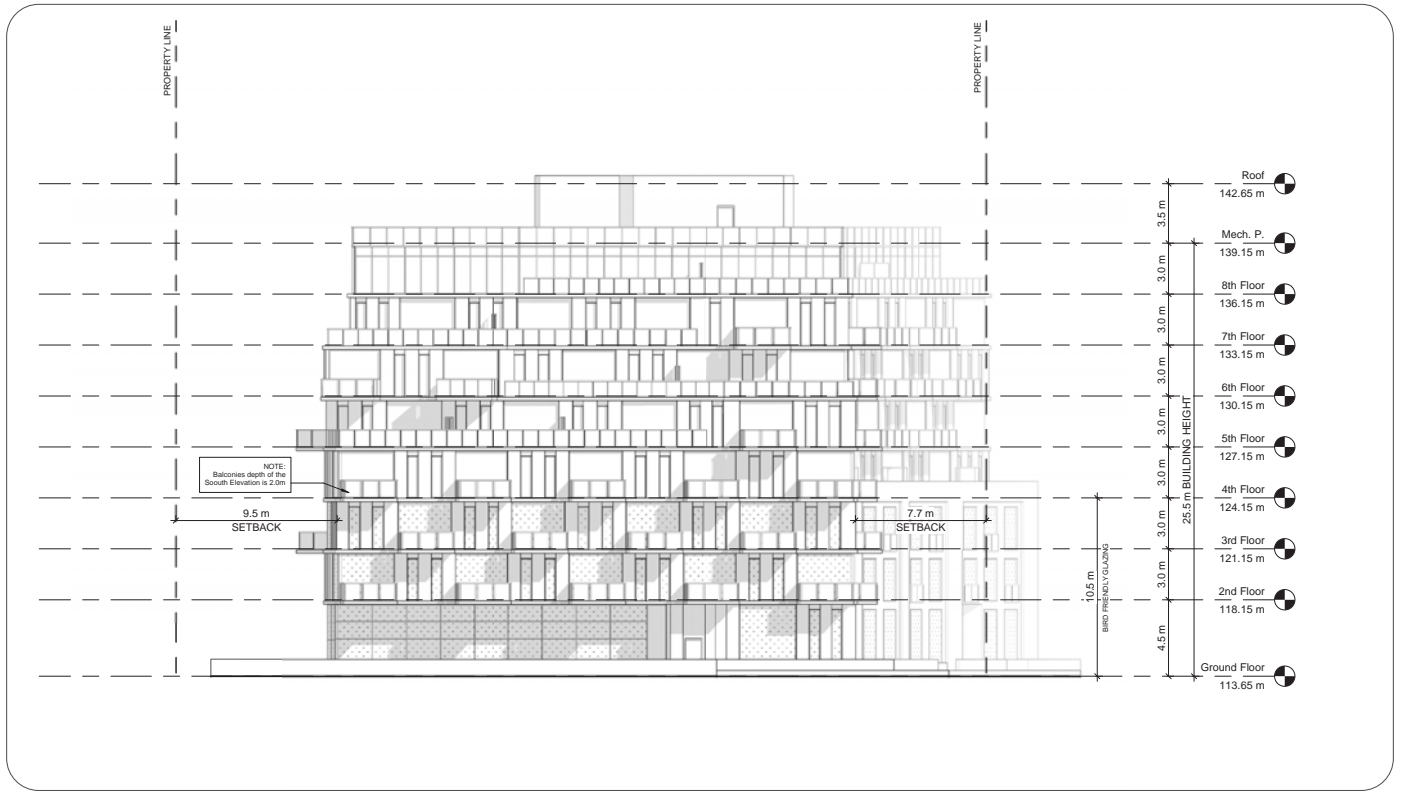 PROPERTY LINE
PROPERTY LINE
Roof
142.65 m
3.5 m
Mech. P.
139.15 m
3.0 m
8th Floor
136.15 m
3.0 m
7th Floor
133.15 m
3.0 m
6th Floor
130.15 m
3.0 m
5th Floor
127.15 m
3.0 m
4th Floor
124.15 m
3.0 m
3rd Floor
121.15 m
3.0 m
2nd Floor
118.15 m
4.5 m
Ground Floor
113.65 m
25.5 m BUILDING HEIGHT
10.5 m
BIRD FRIENDLY GLAZING
NOTE:
Balconies depth of the
Soouth Elevation is 2.0m
9.5 m
SETBACK
7.7 m
SETBACK